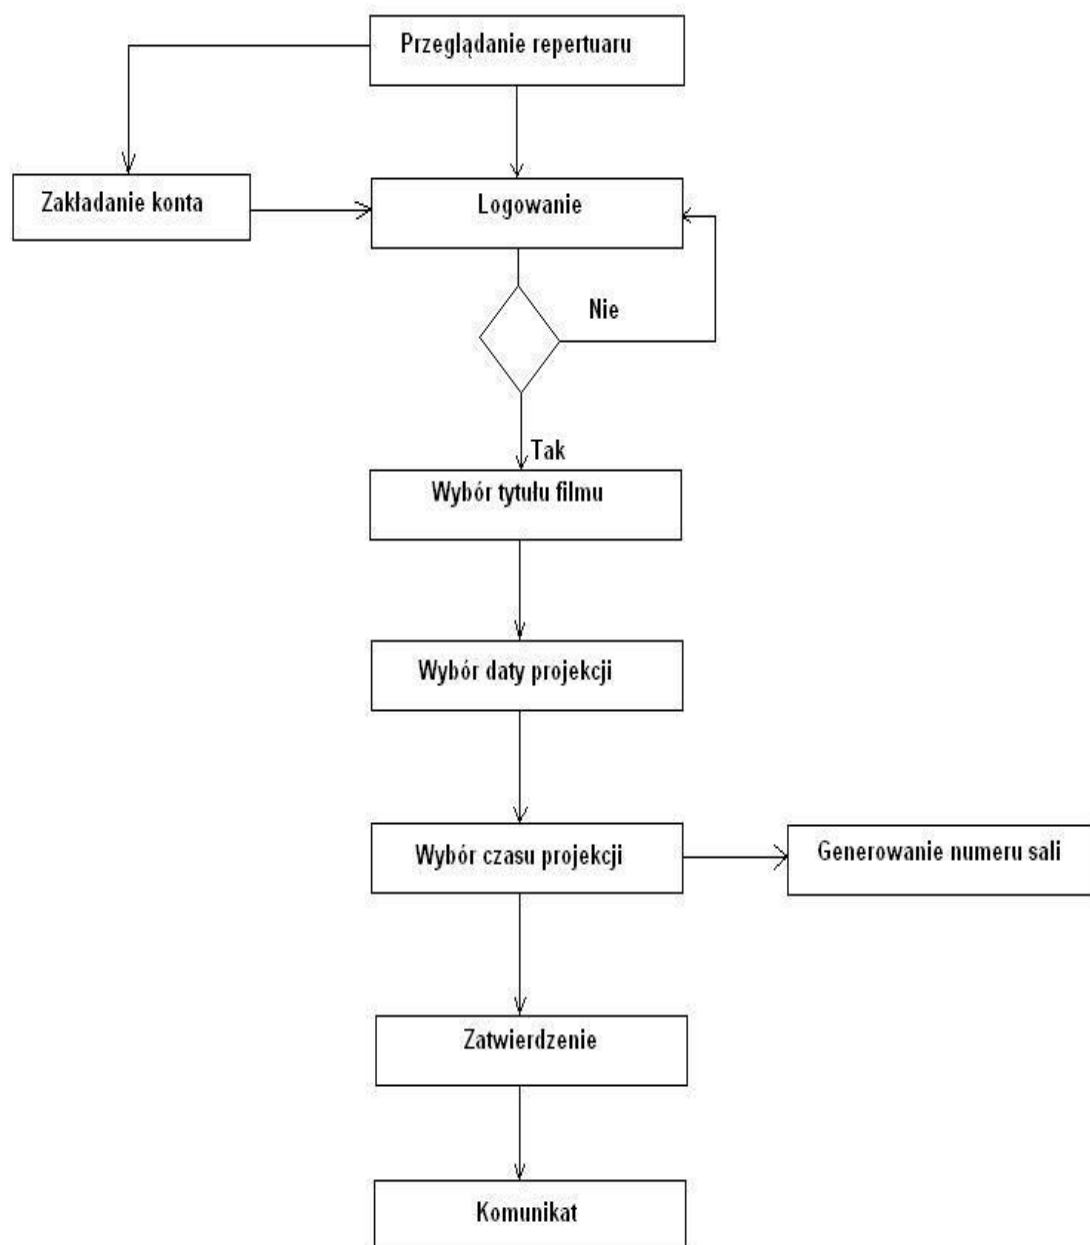 Przeglądanie repertuaru
Zakładanie konta
Logowanie
Nie
Tak
Wybór tytułu filmu
Wybór daty projekcji
Wybór czasu projekcji
Generowanie numeru sali
Zatwierdzenie
Komunikat